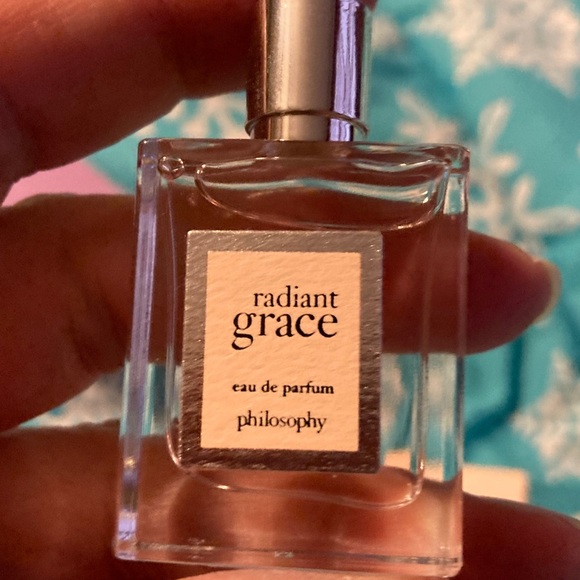 radiant
grace
eau de parfum
philosophy